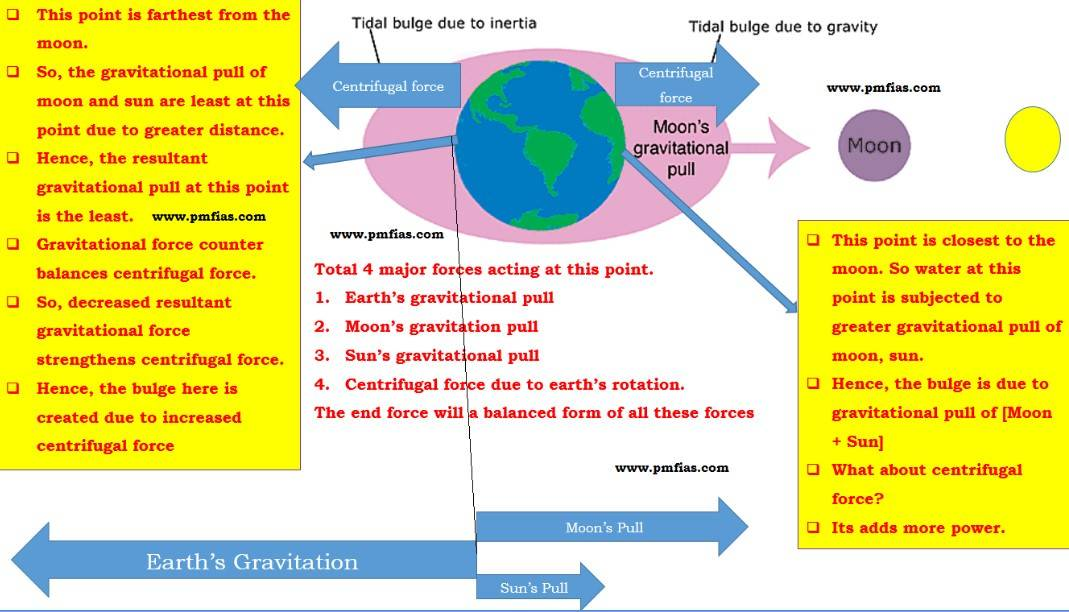 ❑ This point is farthest from the
moon.
❑ So, the gravitational pull of
moon and sun are least at this
point due to greater distance.
❑ Hence, the resultant
gravitational pull at this point
is the least. www.pmfias.com
❑ Gravitational force counter
balances centrifugal force.
❑ So, decreased resultant
gravitational force
strengthens centrifugal force.
❑ Hence, the bulge here is
created due to increased
centrifugal force
Tidal bulge due to inertia
Tidal bulge due to gravity
Centrifugal force
Centrifugal
force
www.pmfias.com
Moon's
gravitational
pull
Moon
www.pmfias.com
Total 4 major forces acting at this point.
1. Earth's gravitational pull
2. Moon's gravitation pull
3. Sun's gravitational pull
4. Centrifugal force due to earth's rotation.
The end force will a balanced form of all these forces
www.pmfias.com
❑ This point is closest to the
moon. So water at this
point is subjected to
greater gravitational pull of
moon, sun.
❑ Hence, the bulge is due to
gravitational pull of [Moon
+ Sun]
❑ What about centrifugal
force?
❑ Its adds more power.
Moon's Pull
Earth's Gravitation
Sun's Pull